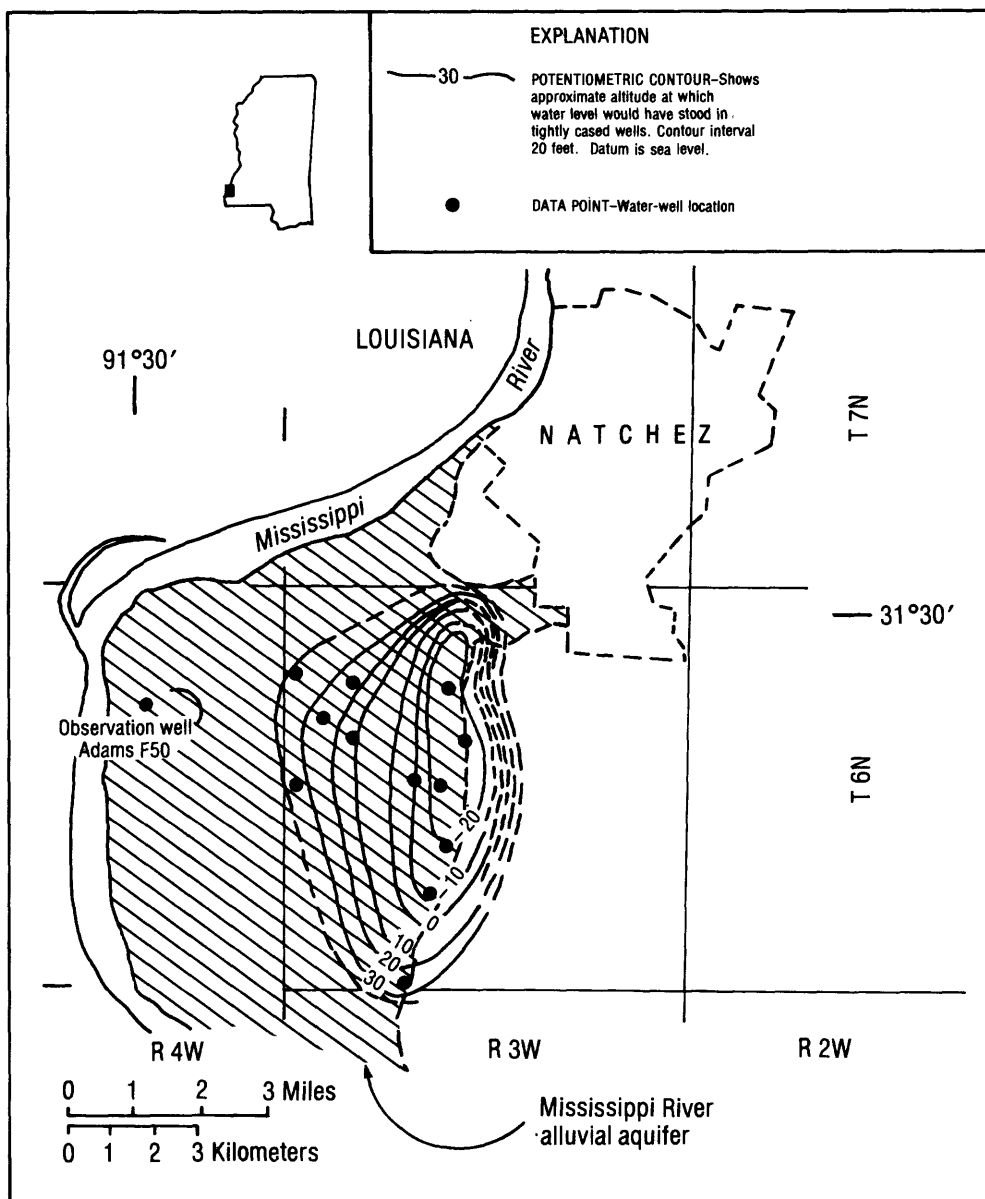 EXPLANATION
30
POTENTIOMETRIC CONTOUR–Shows
approximate altitude at which
water level would have stood in
tightly cased wells. Contour interval
20 feet. Datum is sea level.
DATA POINT–Water-well location
LOUISIANA
91°30′
River
NATCHEZ
T 7N
Mississippi
31°30′
Observation well
Adams F50
T 6N
20
10
0
10
20
30
R 4W
R 3W
R 2W
0 1 2 3 Miles
0 1 2 3 Kilometers
Mississippi River
alluvial aquifer